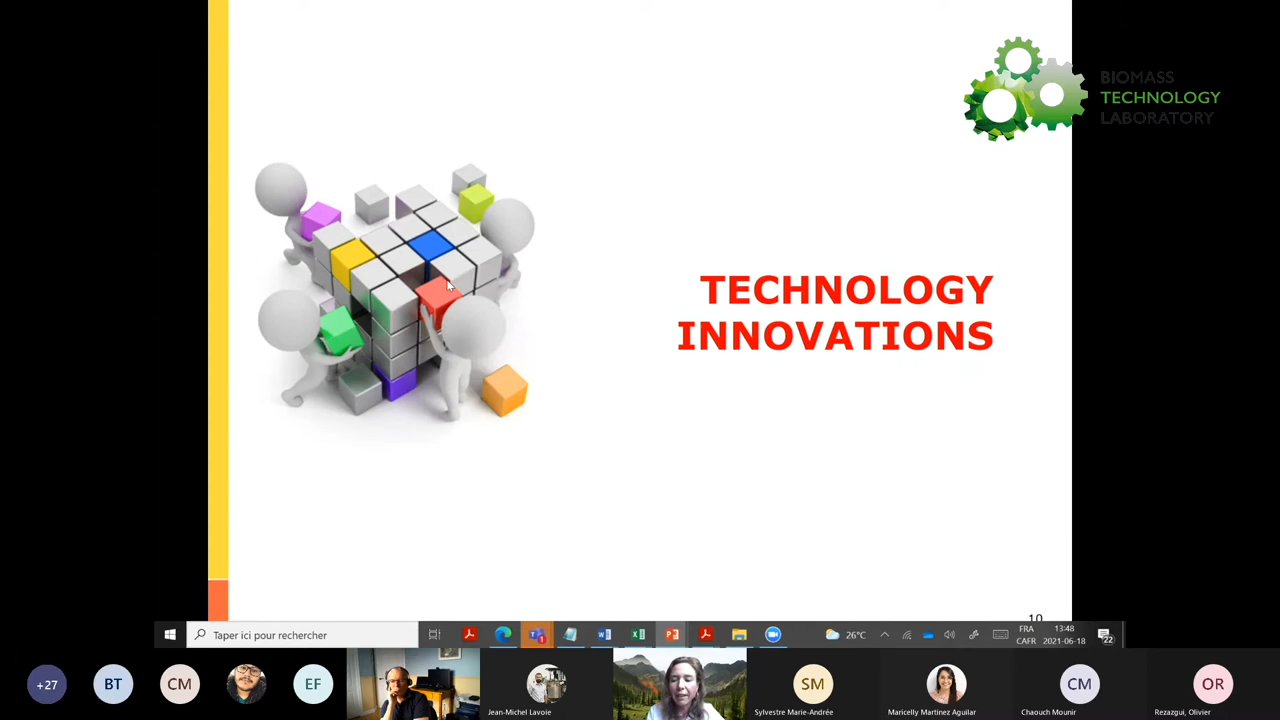 BIOMASS
TECHNOLOGY
LABORATORY
TECHNOLOGY
INNOVATIONS
10
Taper ici pour rechercher
1
26°C
FRA
CAFR
13:48
2021-06-18
22
+27
BT
CM
EF
Jean-Michel Lavoie
SM
Sylvestre Marie-Andrée
Maricelly Martinez Aguilar
CM
Chaouch Mounir
OR
Rezazgui, Olivier